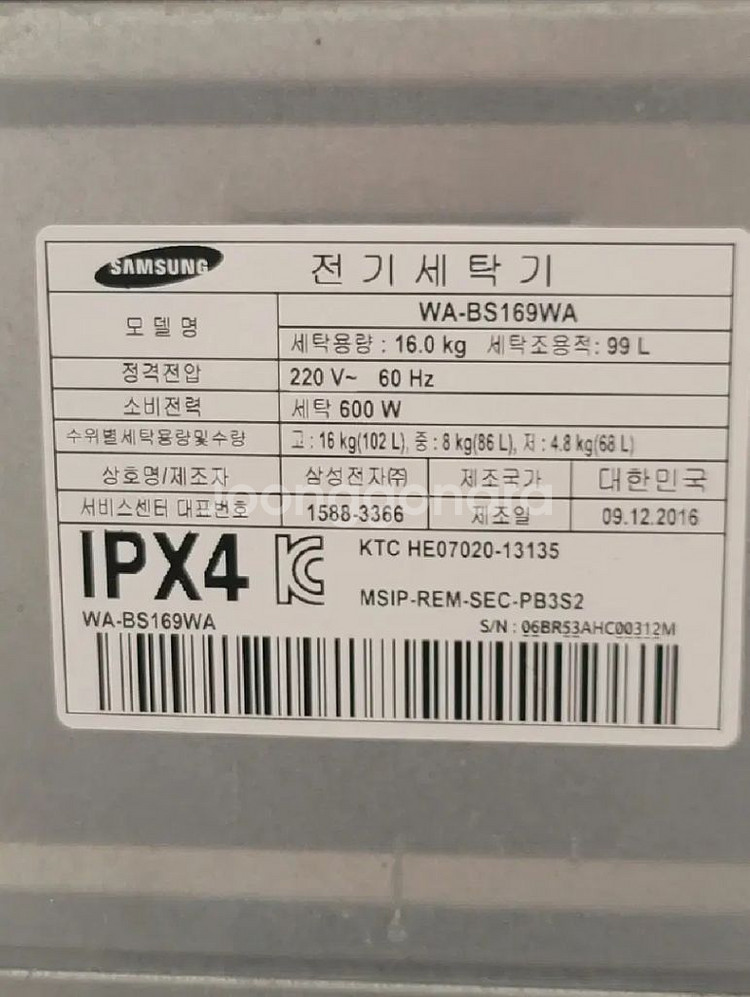 SAMSUNG 전기세탁기
모델명 WA-BS169WA
세탁용량 : 16.0 kg 세탁조용적: 99 L
정격전압 220 V~ 60 Hz
소비전력 세탁 600 W
수위별세탁용량및수량 고 : 16 kg(102 L), 중 : 8 kg(86 L), 저 : 4.8 kg(68 L)
상호명/제조자 삼성전자㈜ 제조국가 대한민국
서비스센터 대표번호 1588-3366 제조일 09.12.2016
joongdongra
IPX4 KC KTC HE07020-13135
MSIP-REM-SEC-PB3S2
WA-BS169WA S/N : 06BR53AHC00312M